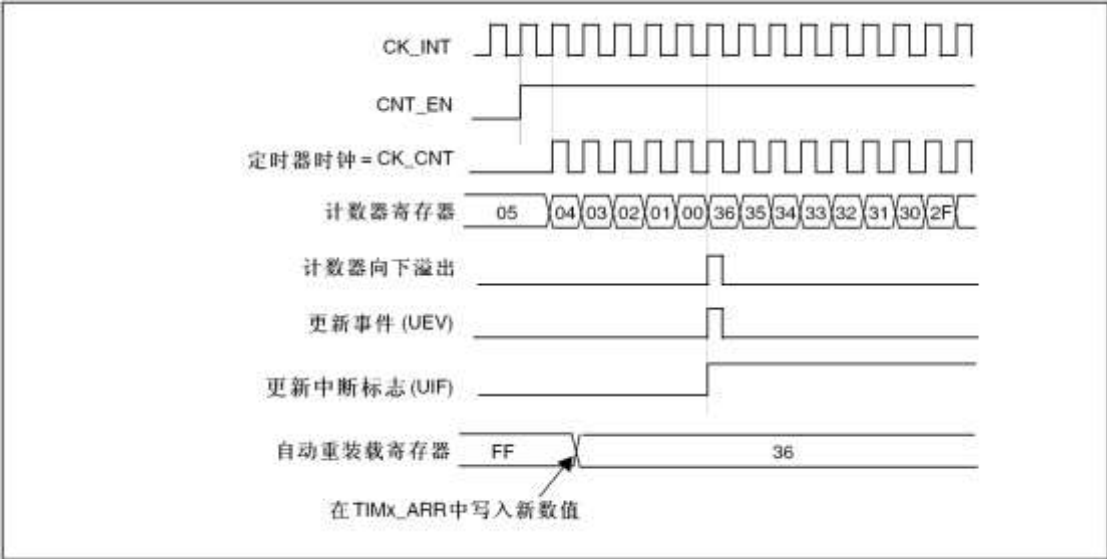 CK_INT
CNT_EN
定时器时钟 = CK_CNT
计数器寄存器 05 04 03 02 01 00 36 35 34 33 32 31 30 2F
计数器向下溢出
更新事件 (UEV)
更新中断标志 (UIF)
自动重装载寄存器 FF 36
在TIMx_ARR中写入新数值